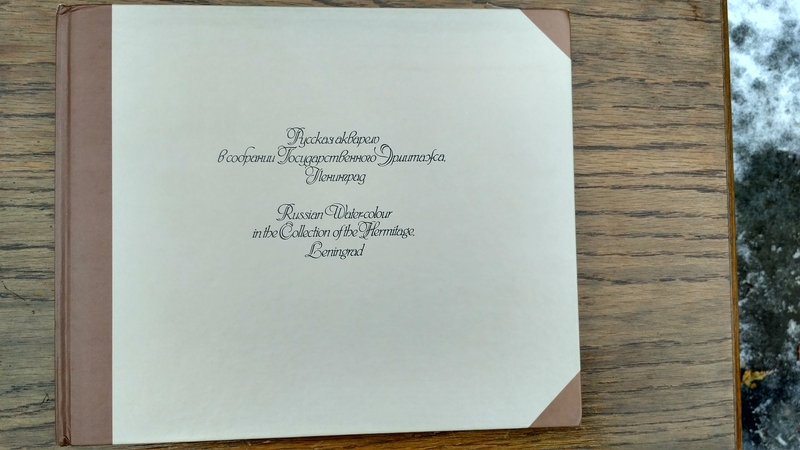 Русская акварель
в собрании Государственного Эрмитажа,
Ленинград
Russian Water-colour
in the Collection of the Hermitage,
Leningrad